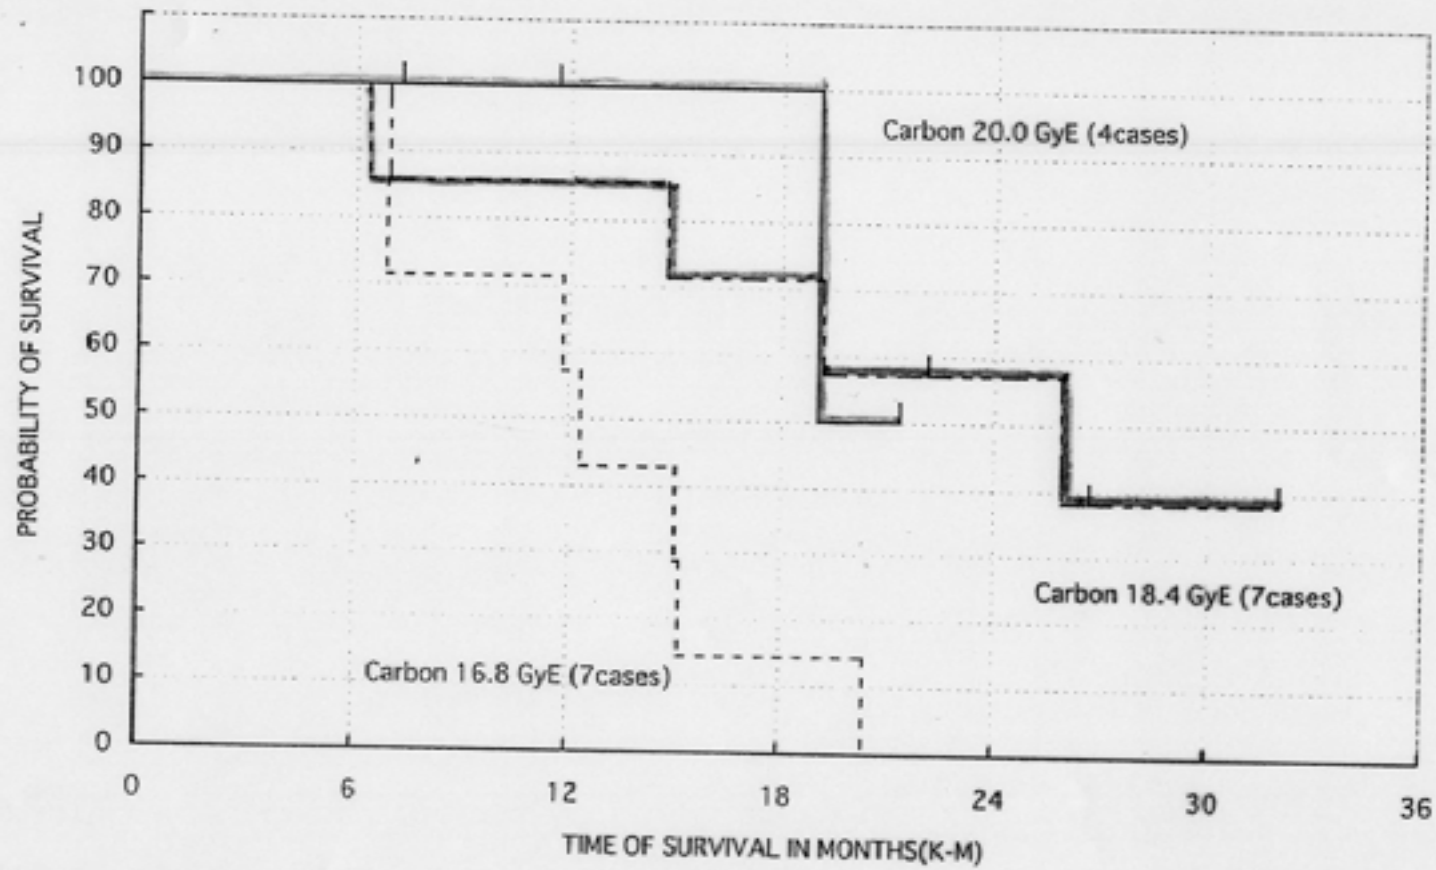 PROBABILITY OF SURVIVAL
100
90
80
70
60
50
40
30
20
10
0
Carbon 20.0 GyE (4cases)
Carbon 18.4 GyE (7cases)
Carbon 16.8 GyE (7cases)
0 6 12 18 24 30 36
TIME OF SURVIVAL IN MONTHS(K-M)